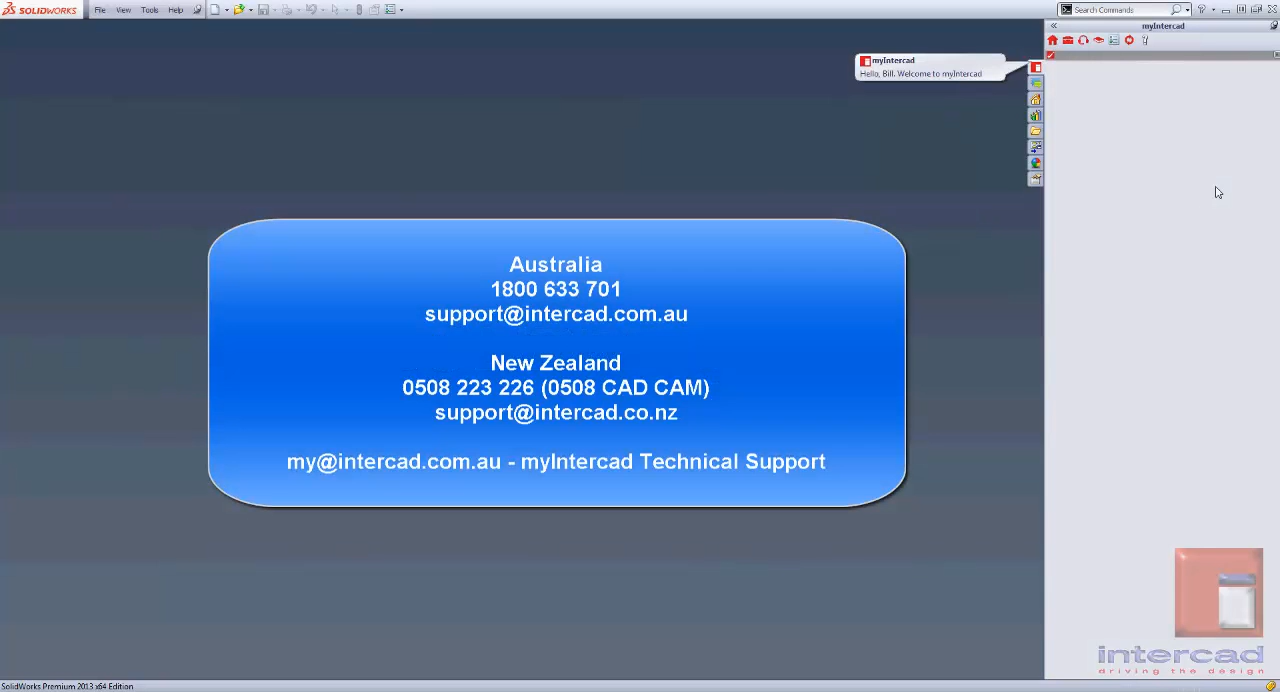 SOLIDWORKS File View Tools Help Search Commands
myIntercad
myIntercad
Hello, Bill. Welcome to myIntercad
Australia
1800 633 701
support@intercad.com.au
New Zealand
0508 223 226 (0508 CAD CAM)
support@intercad.co.nz
my@intercad.com.au - myIntercad Technical Support
intercad
driving the design
SolidWorks Premium 2013 x64 Edition